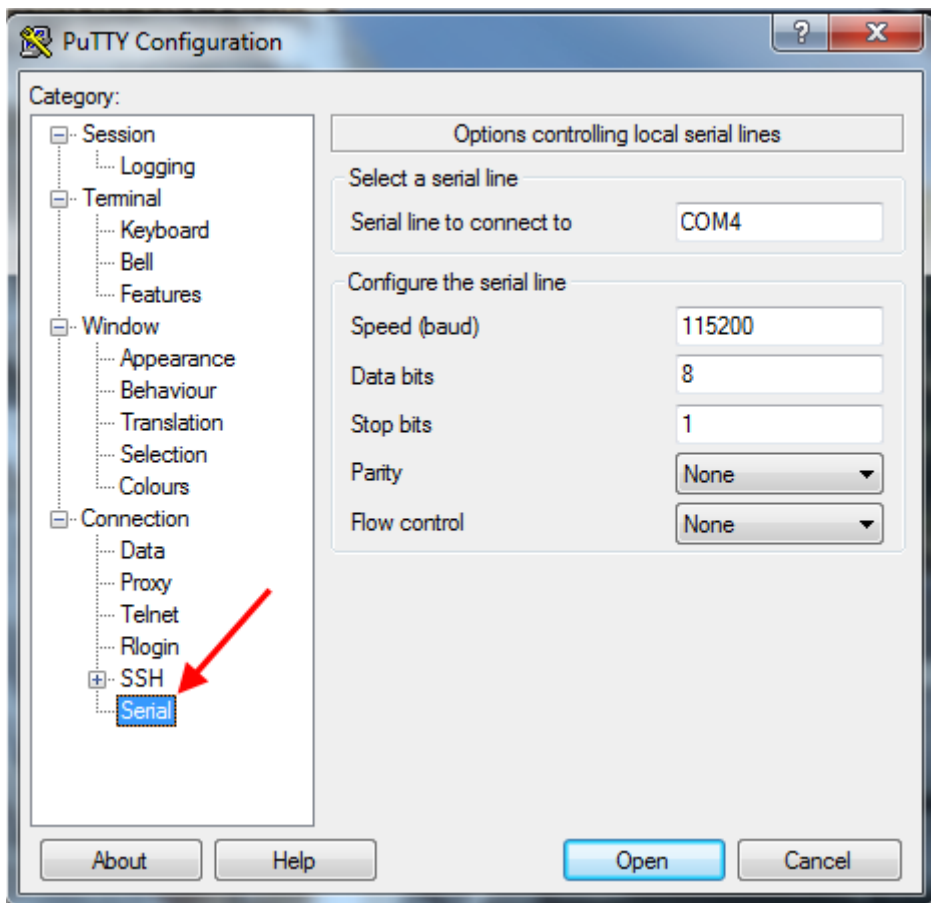 PuTTY Configuration
?
X
Category:
Session
Logging
Terminal
Keyboard
Bell
Features
Window
Appearance
Behaviour
Translation
Selection
Colours
Connection
Data
Proxy
Telnet
Rlogin
SSH
Serial
Options controlling local serial lines
Select a serial line
Serial line to connect to COM4
Configure the serial line
Speed (baud) 115200
Data bits 8
Stop bits 1
Parity None
Flow control None
About Help Open Cancel